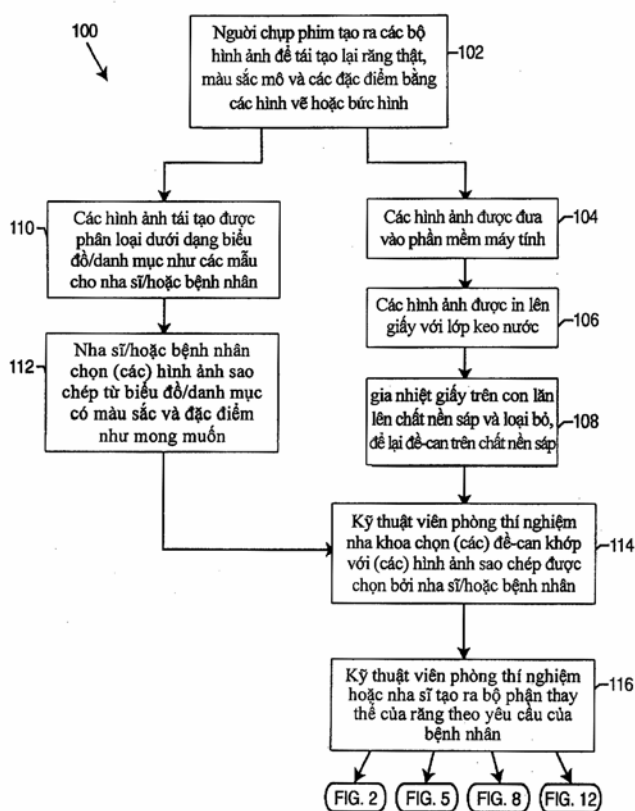 100
Người chụp phim tạo ra các bộ
hình ảnh để tái tạo lại răng thật,
màu sắc mô và các đặc điểm bằng
các hình vẽ hoặc bức hình
102
110
Các hình ảnh tái tạo được
phân loại dưới dạng biểu
đồ/danh mục như các mẫu
cho nha sĩ/hoặc bệnh nhân
Các hình ảnh được đưa
vào phần mềm máy tính
104
Các hình ảnh được in lên
giấy với lớp keo nước
106
112
Nha sĩ/hoặc bệnh nhân
chọn (các) hình ảnh sao
chép từ biểu đồ/danh mục
có màu sắc và đặc điểm
như mong muốn
gia nhiệt giấy trên con lăn
lên chất nền sáp và loại bỏ,
để lại đề-can trên chất nền sáp
108
Kỹ thuật viên phòng thí nghiệm
nha khoa chọn (các) đề-can khớp
với (các) hình ảnh sao chép được
chọn bởi nha sĩ/hoặc bệnh nhân
114
Kỹ thuật viên phòng thí nghiệm
hoặc nha sĩ tạo ra bộ phận thay
thế của răng theo yêu cầu của
bệnh nhân
116
FIG. 2
FIG. 5
FIG. 8
FIG. 12